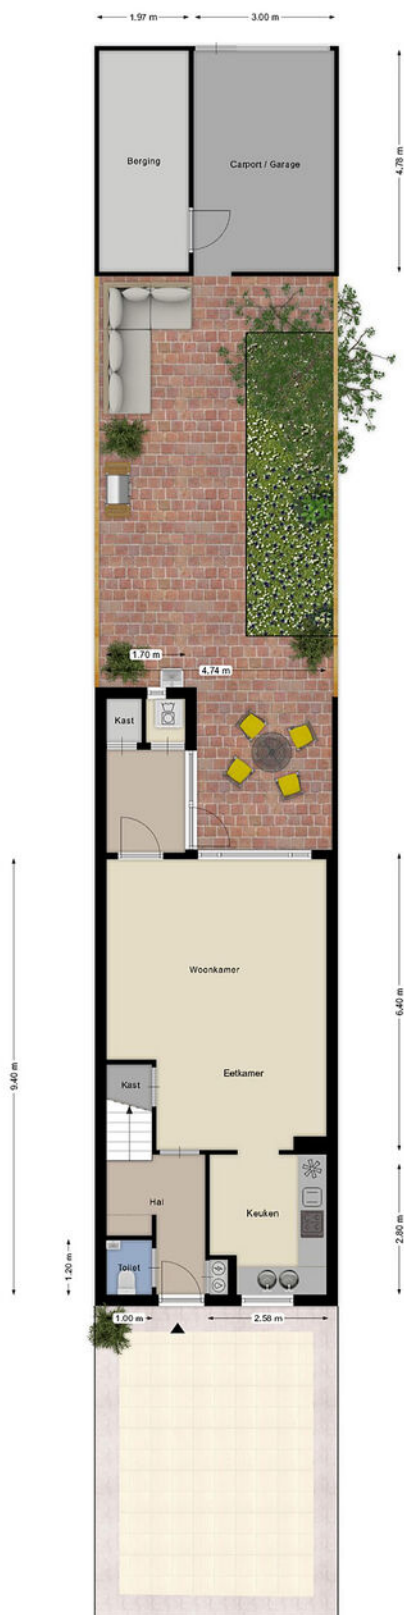 1.97 m
3.00 m
Berging
Carport / Garage
4.78 m
1.70 m
4.74 m
Kast
Woonkamer
6.40 m
9.40 m
Eetkamer
Kast
Hal
Keuken
2.80 m
1.20 m
Toilet
1.00 m
2.58 m